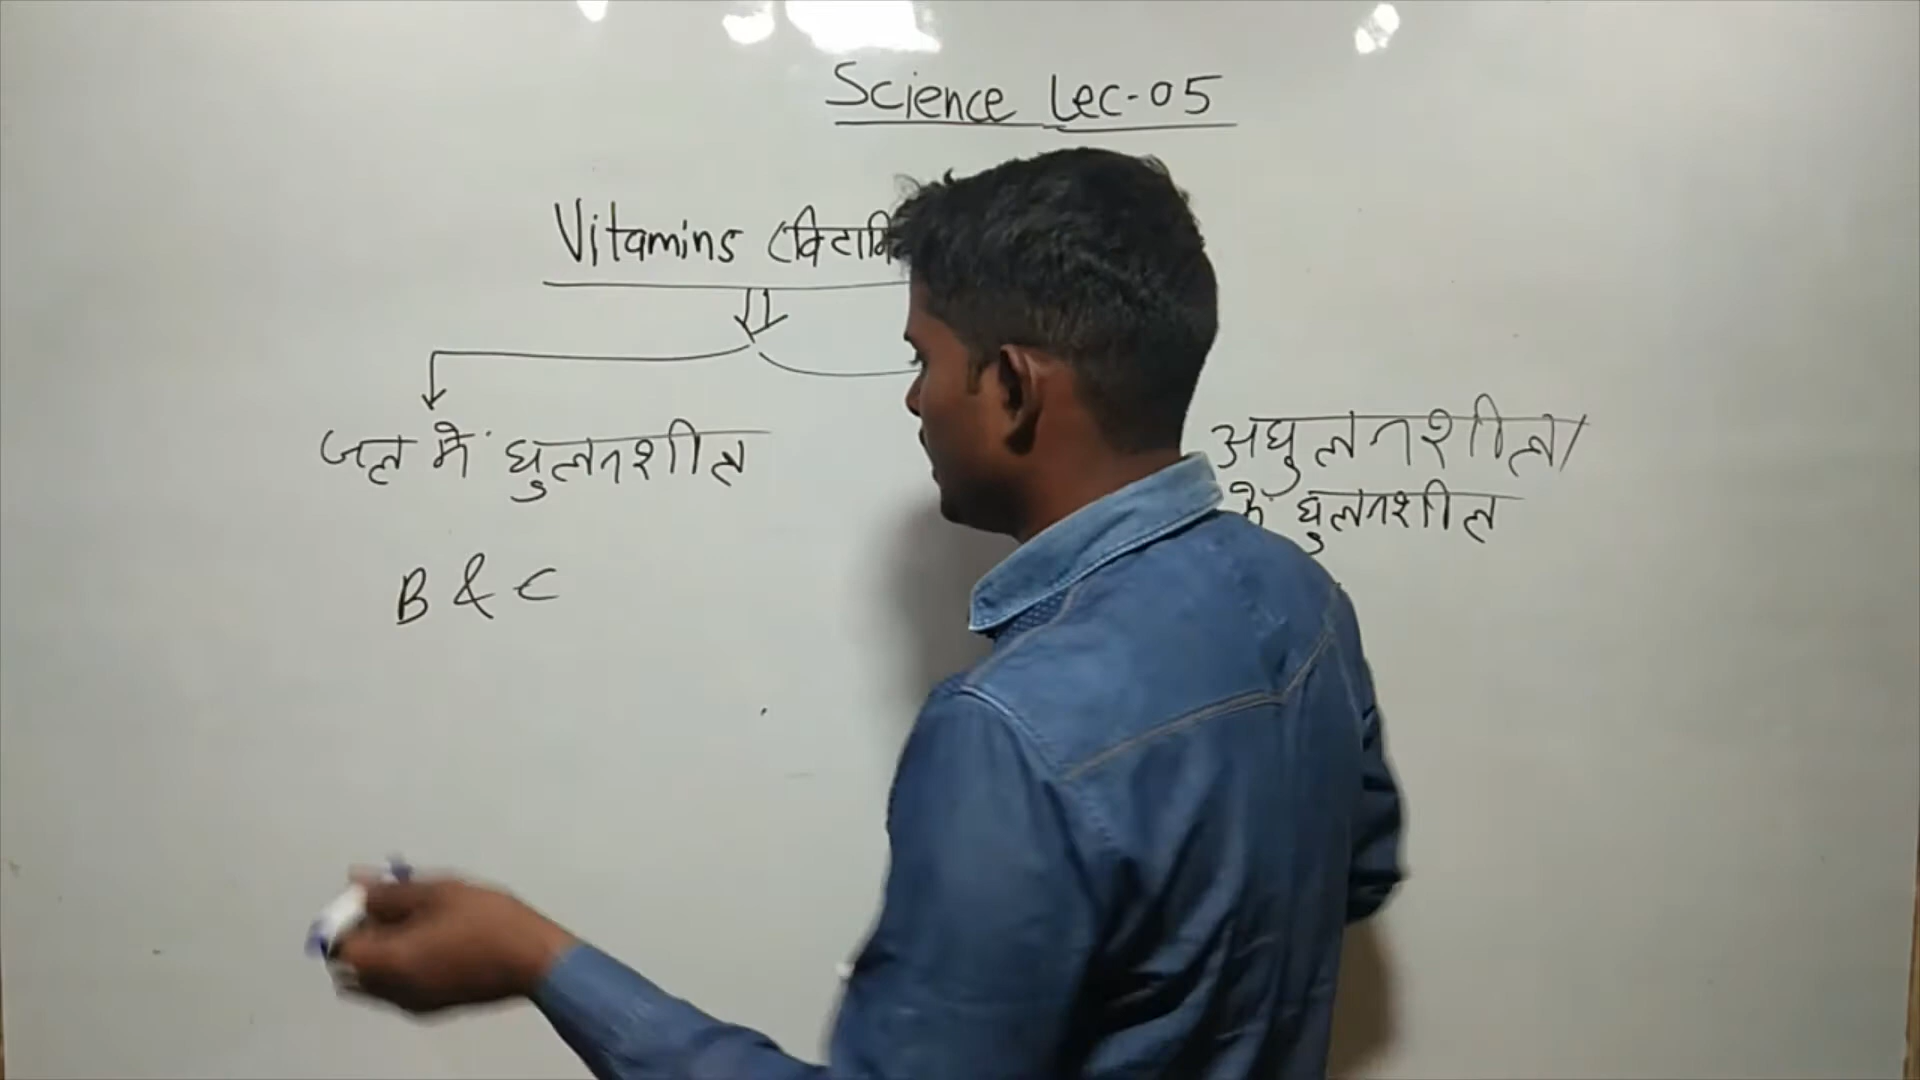 Science Lec-05
Vitamins
जल में घुलनशील
अघुलनशील/
घुलनशील
B & C